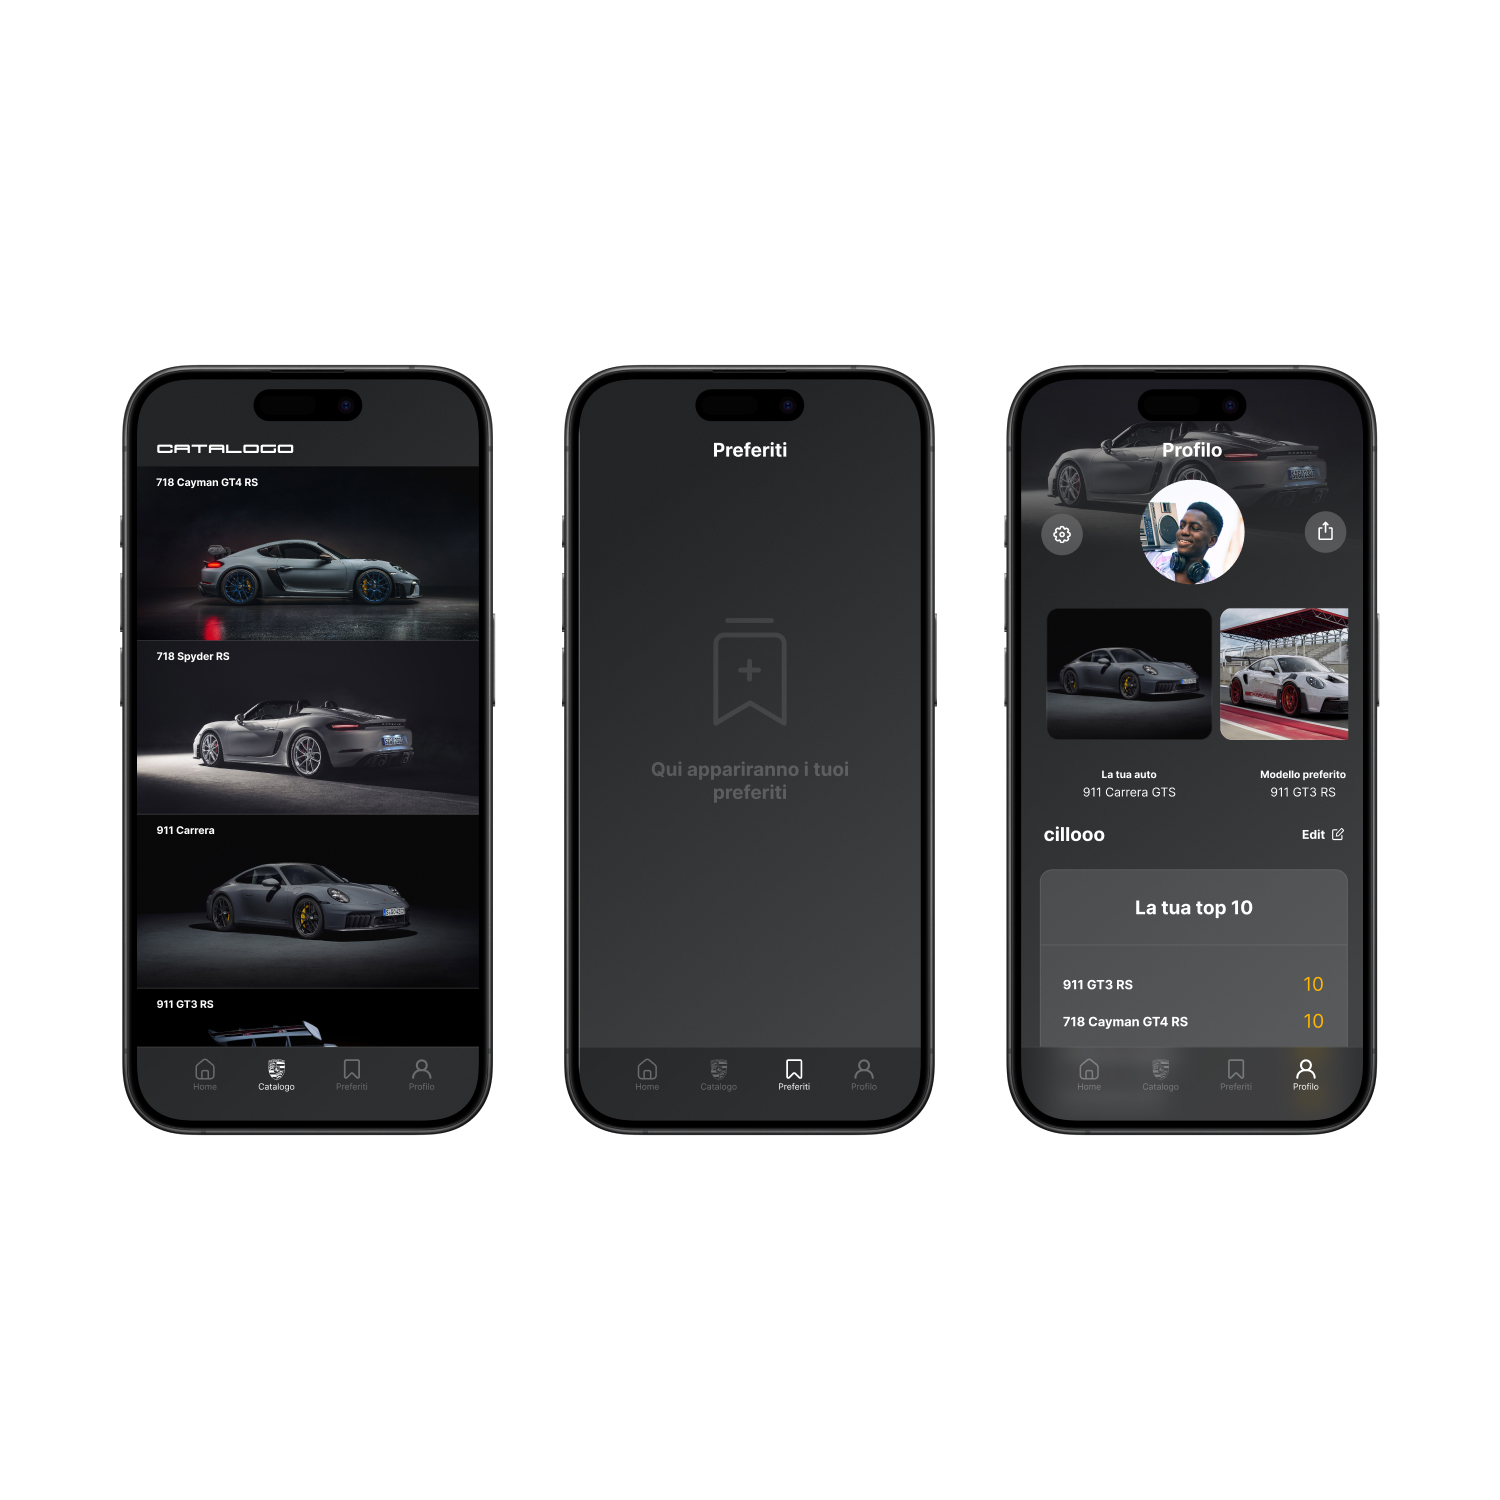 CATALOGO
718 Cayman GT4 RS
718 Spyder RS
911 Carrera
911 GT3 RS
Home
Catalogo
Preferiti
Profilo
Preferiti
Qui appariranno i tuoi
preferiti
Home
Catalogo
Preferiti
Profilo
Profilo
La tua auto
911 Carrera GTS
Modello preferito
911 GT3 RS
cillooo
Edit
La tua top 10
911 GT3 RS 10
718 Cayman GT4 RS 10
Home
Catalogo
Preferiti
Profilo